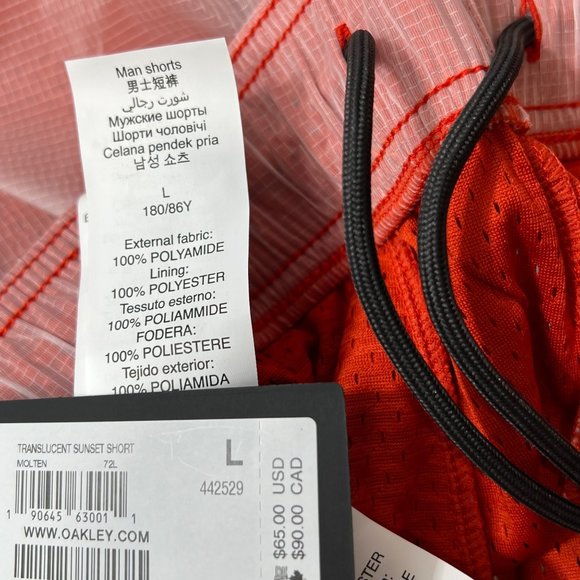 Man shorts
男士短裤
شورت رجالي
Мужские шорты
Шорти чоловічі
Celana pendek pria
남성 쇼츠
L
180/86Y
External fabric:
100% POLYAMIDE
Lining:
100% POLYESTER
Tessuto esterno:
100% POLIAMMIDE
FODERA:
100% POLIESTERE
Tejido exterior:
100% POLIAMIDA
TRANSLUCENT SUNSET SHORT
MOLTEN 72L
L
442529
1 90645 63001 1
WWW.OAKLEY.COM
$65.00 USD
$90.00 CAD